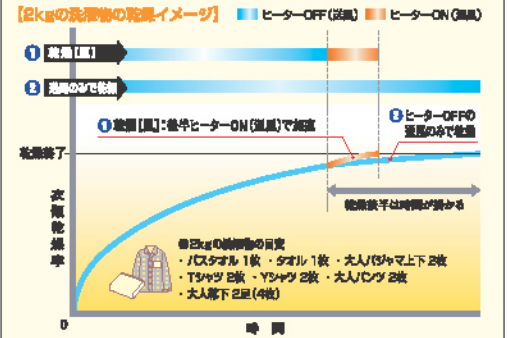 【2kgの洗濯物の乾燥イメージ】 ヒーターOFF(送風) ヒーターON(温風)
① 乾燥[風]
② 送風のみで乾燥
①乾燥[風]:後半ヒーターON(温風)で加速
②ヒーターOFFの
送風のみで乾燥
乾燥終了
乾燥後半は時間が掛かる
衣類乾燥率
●2kgの洗濯物の目安
・バスタオル 1枚 ・タオル 1枚 ・大人パジャマ上下 2枚
・Tシャツ 2枚 ・Yシャツ 2枚 ・大人パンツ 2枚
・大人靴下 2足(4枚)
0
時 間